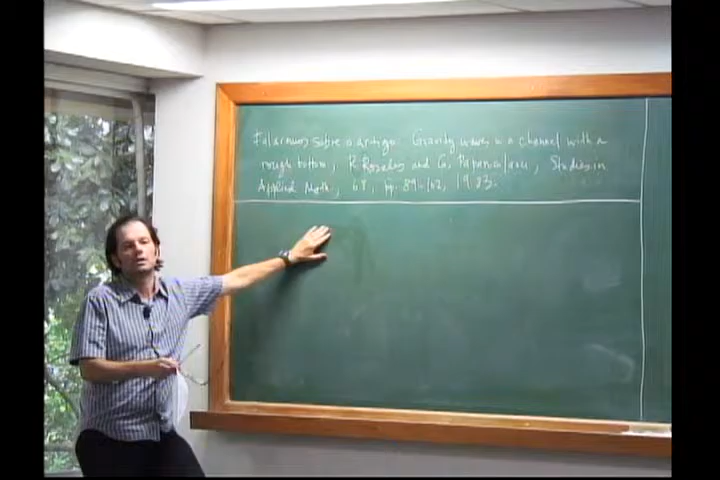 Falaremos sobre o artigo: Gravity waves in a channel with a
rough bottom, R. Rosales and G. Papanicolaou, Studies in
Applied Math, 68, pp. 89-102, 1983.